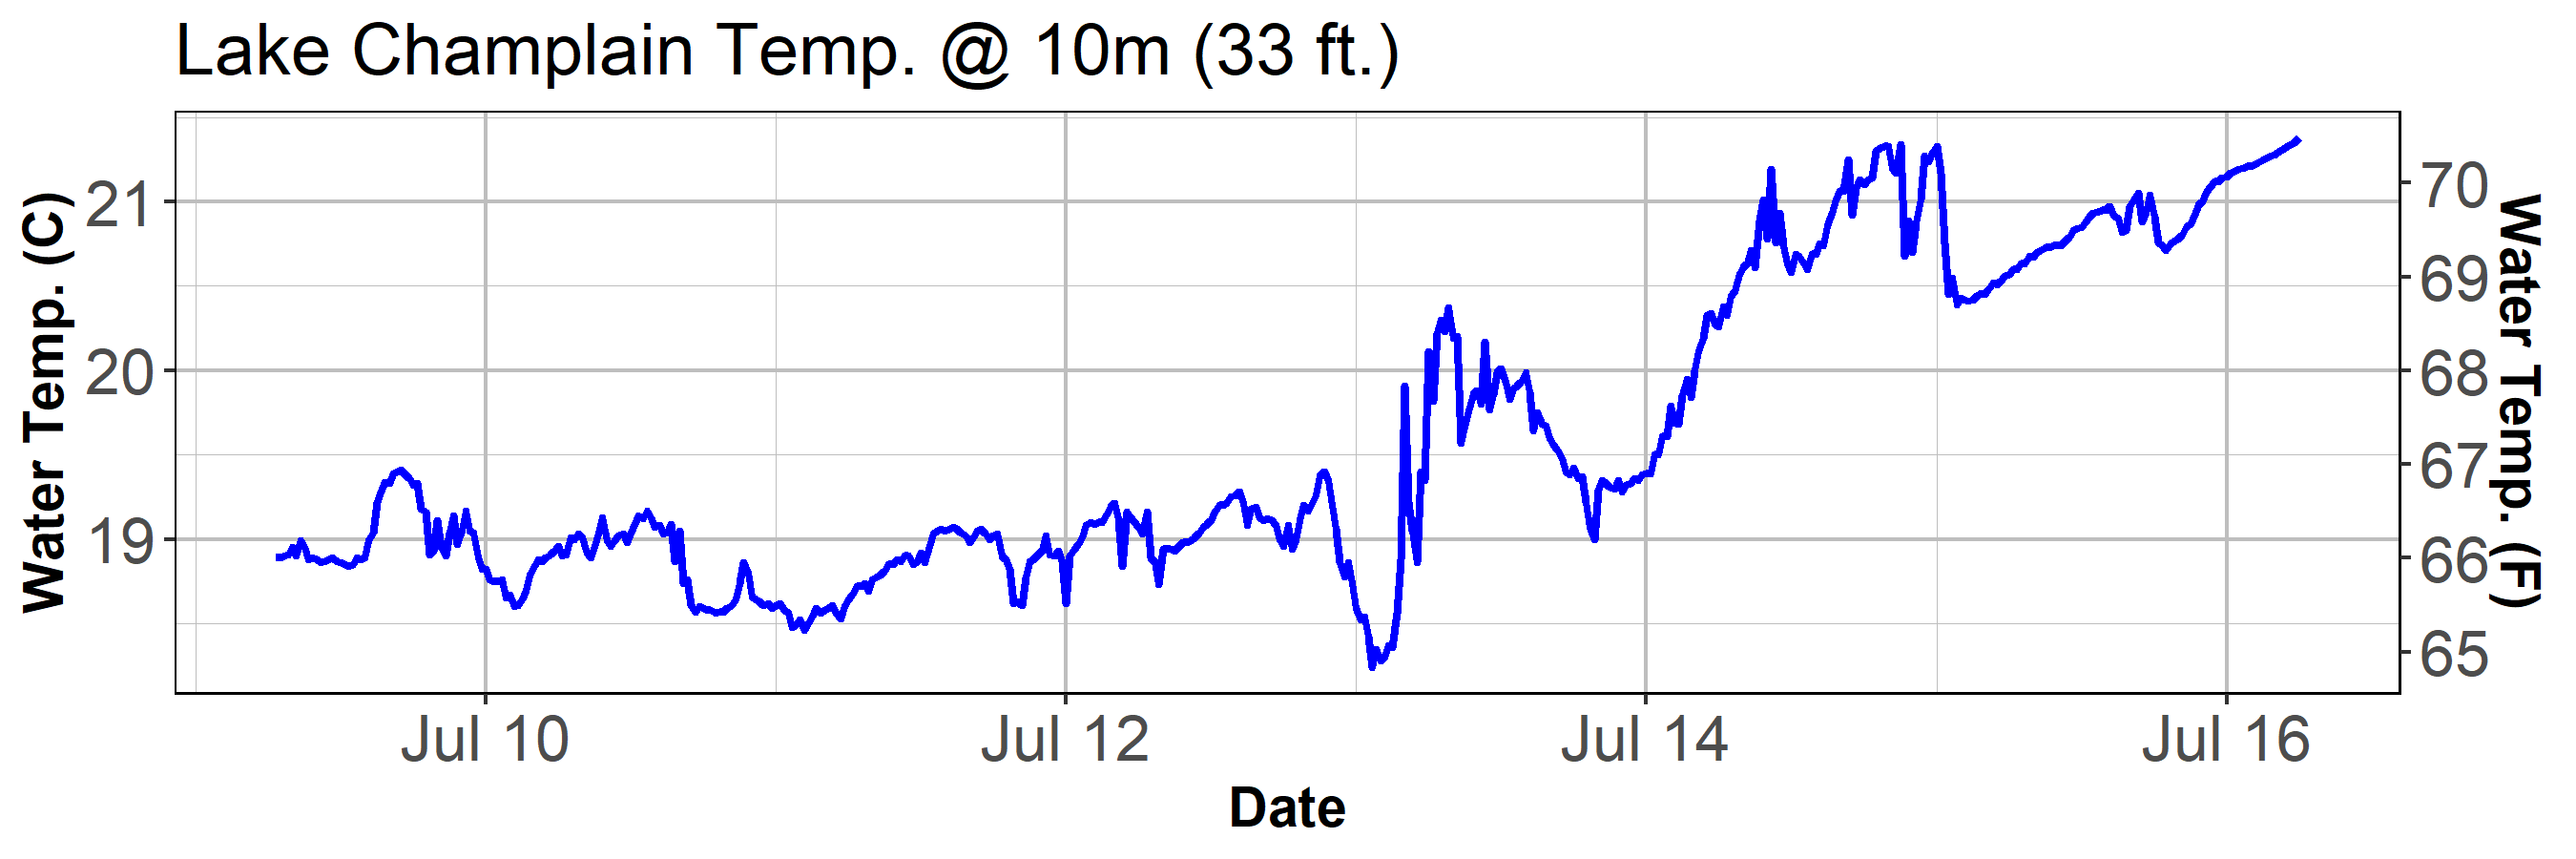 Lake Champlain Temp. @ 10m (33 ft.)
Water Temp. (C)
21
20
19
70
69
68
67
66
65
Water Temp. (F)
Jul 10
Jul 12
Jul 14
Jul 16
Date